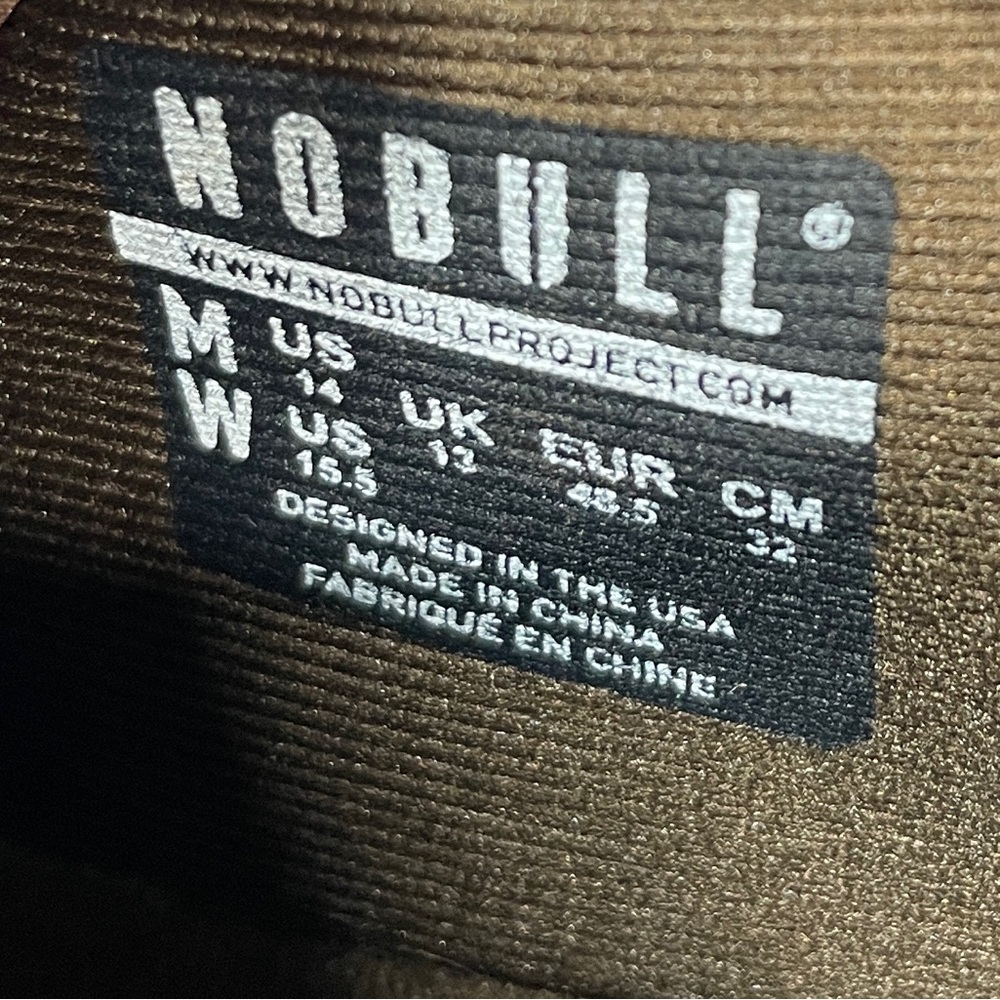 NOBULL®
WWW.NOBULLPROJECT.COM
M US 14
W US 15.5
UK 13
EUR 48.5
CM 32
DESIGNED IN THE USA
MADE IN CHINA
FABRIQUÉ EN CHINE